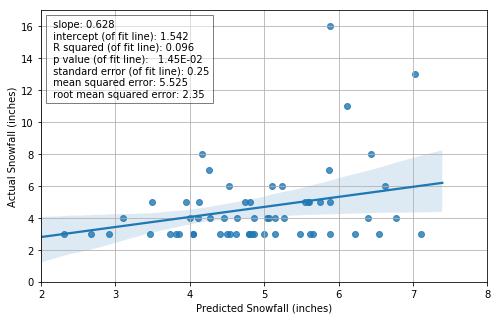 slope: 0.628
intercept (of fit line): 1.542
R squared (of fit line): 0.096
p value (of fit line):   1.45E-02
standard error (of fit line): 0.25
mean squared error: 5.525
root mean squared error: 2.35
Actual Snowfall (inches)
16
14
12
10
8
6
4
2
0
2 3 4 5 6 7 8
Predicted Snowfall (inches)